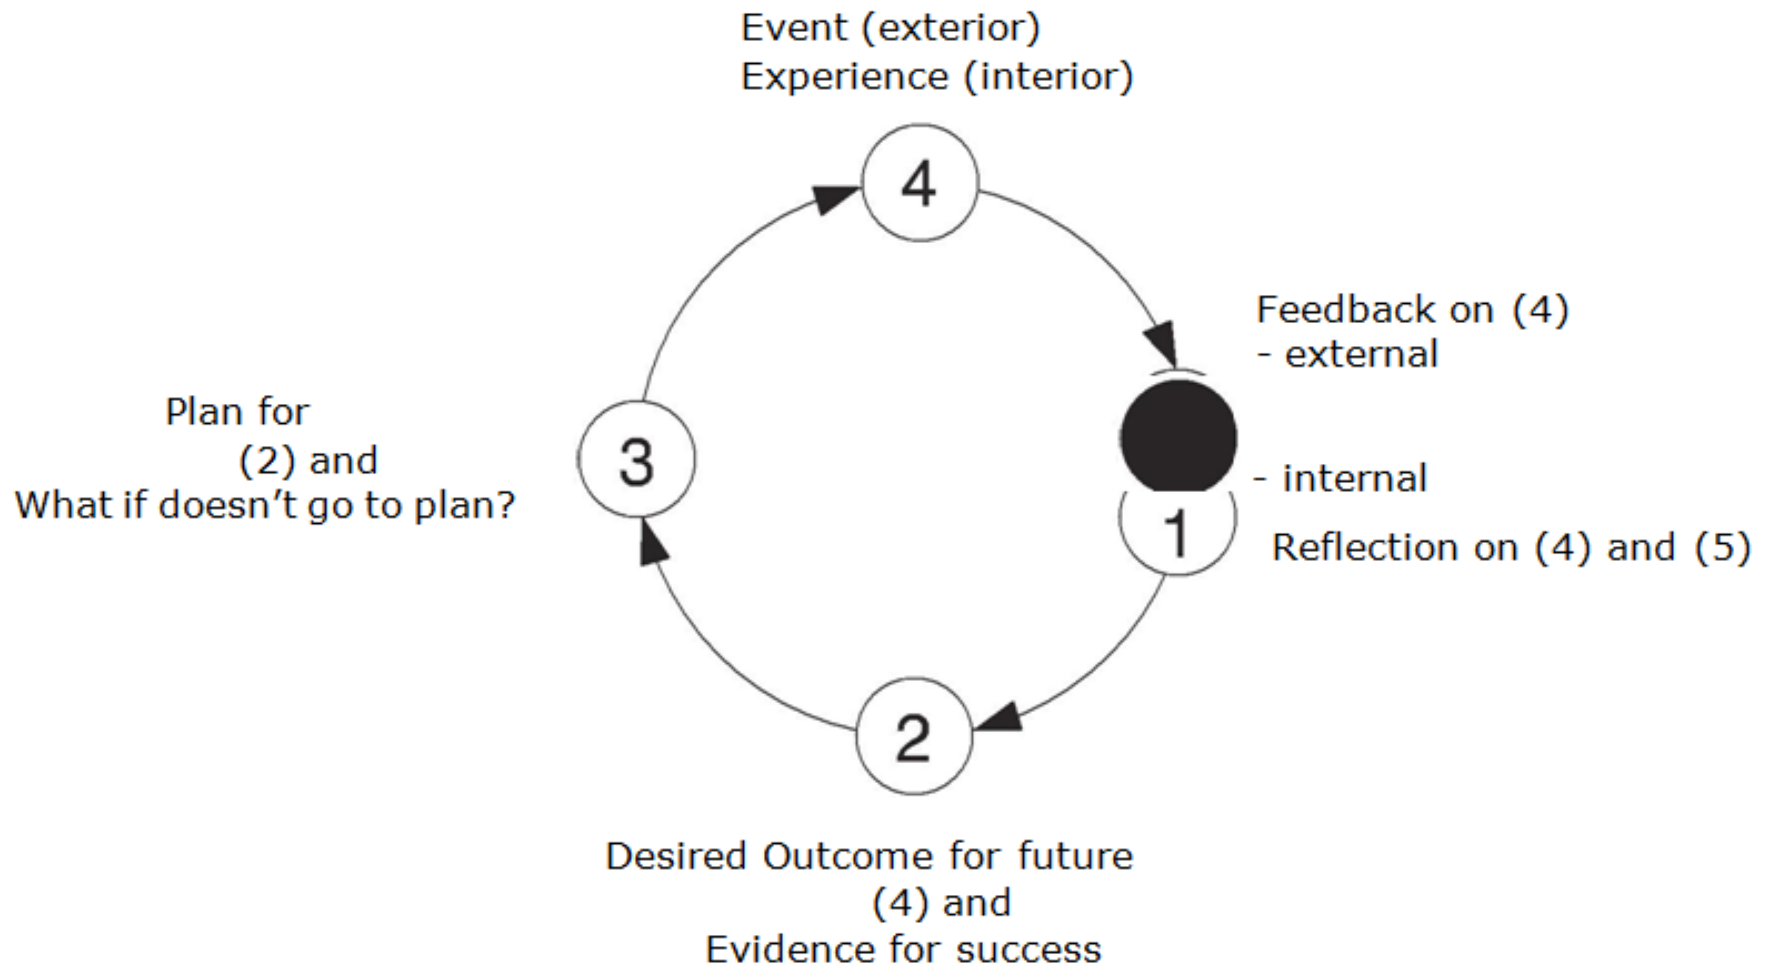 Event (exterior)
Experience (interior)
4
Feedback on (4)
- external
Plan for
(2) and
What if doesn't go to plan?
3
- internal
1
Reflection on (4) and (5)
2
Desired Outcome for future
(4) and
Evidence for success